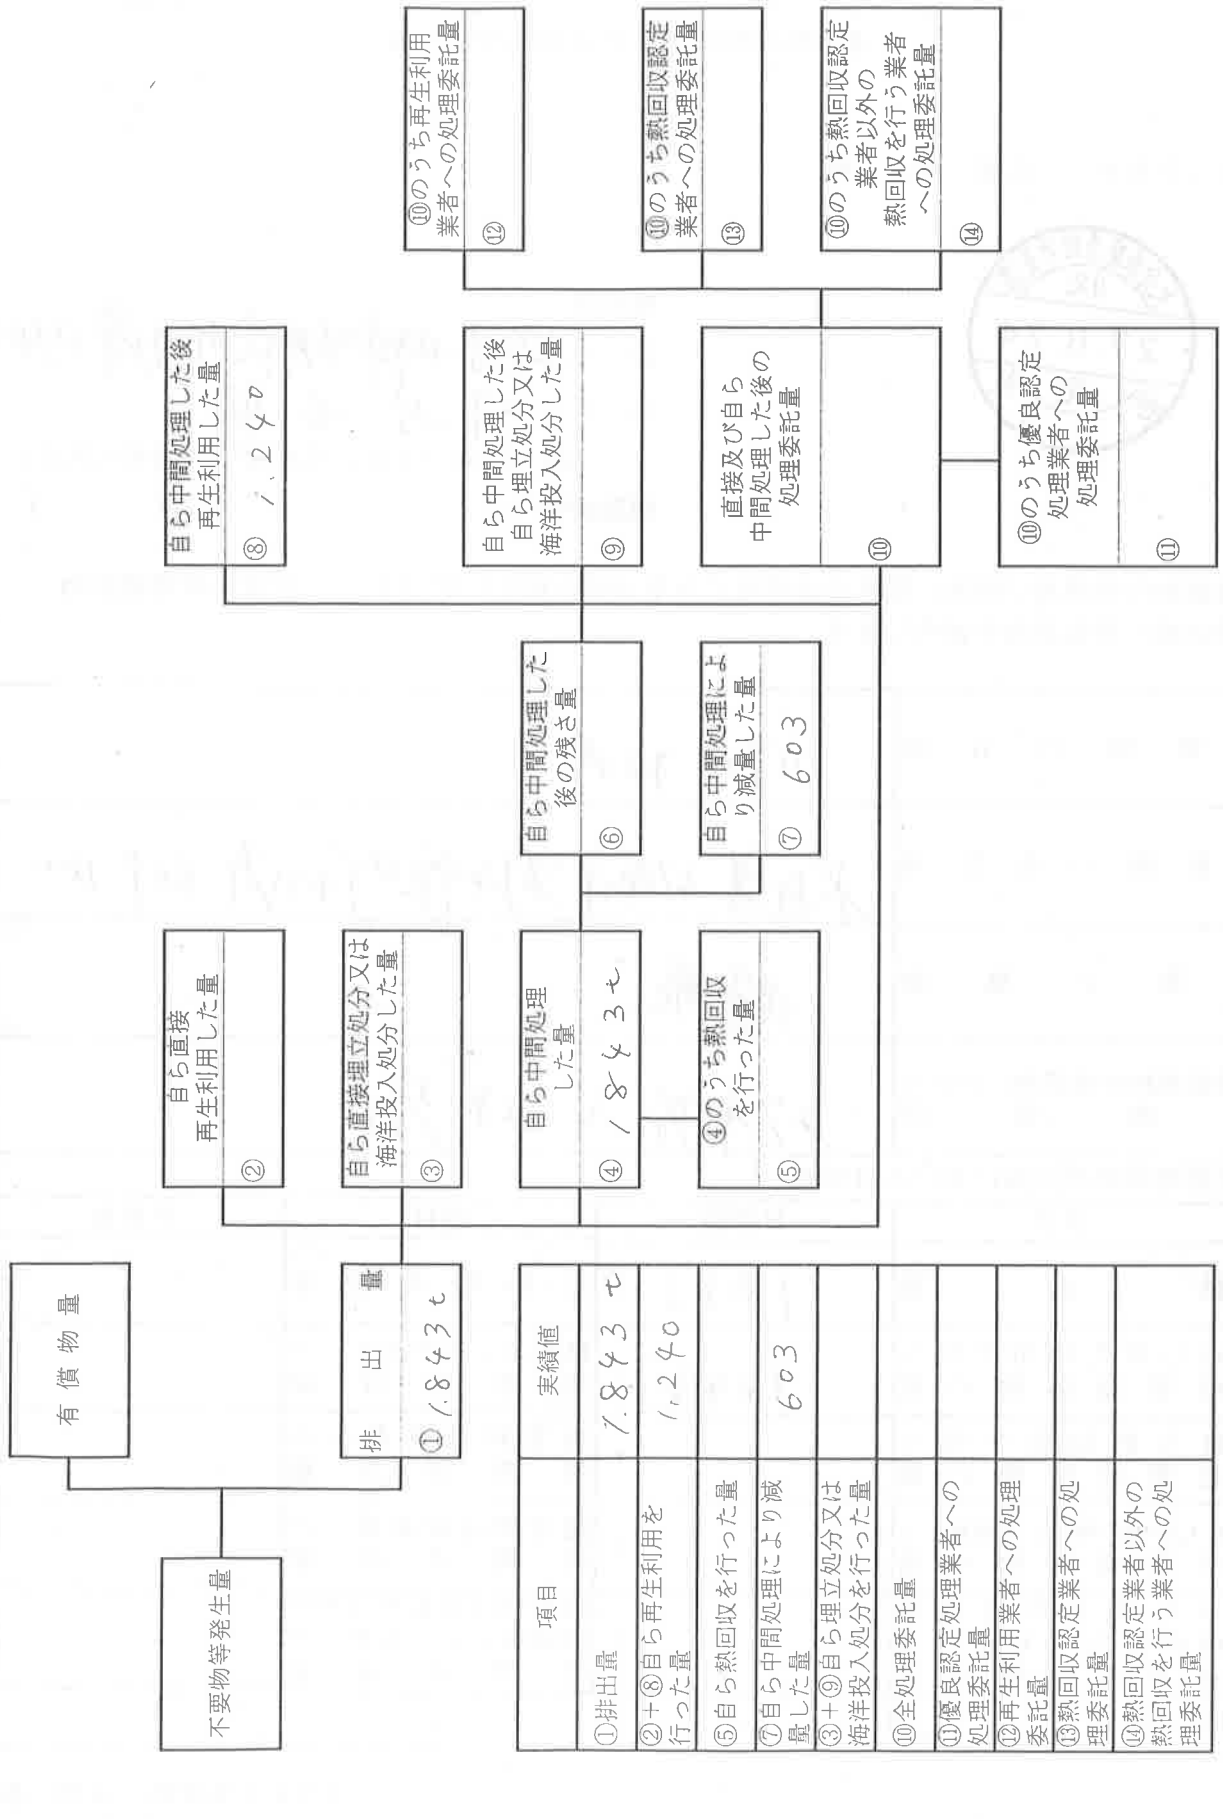 不要物等発生量
有償物量
排出量
① 1.843 t
自ら直接
再生利用した量
②
自ら直接埋立処分又は
海洋投入処分した量
③
自ら中間処理
した量
④ 1843 t
④のうち熱回収
を行った量
⑤
自ら中間処理した
後の残さ量
⑥
自ら中間処理によ
り減量した量
⑦ 603
自ら中間処理した後
再生利用した量
⑧ 1.240
自ら中間処理した後
自ら埋立処分又は
海洋投入処分した量
⑨
直接及び自ら
中間処理した後の
処理委託量
⑩
⑩のうち優良認定
処理業者への
処理委託量
⑪
⑩のうち再生利用
業者への処理委託量
⑫
⑩のうち熱回収認定
業者への処理委託量
⑬
⑩のうち熱回収認定
業者以外の
熱回収を行う業者
への処理委託量
⑭
項目 実績値
①排出量 1.843 t
②+⑧自ら再生利用を
行った量 1.240
⑤自ら熱回収を行った量
⑦自ら中間処理により減
量した量 603
③+⑨自ら埋立処分又は
海洋投入処分を行った量
⑩全処理委託量
⑪優良認定処理業者への
処理委託量
⑫再生利用業者への処理
委託量
⑬熱回収認定業者への処
理委託量
⑭熱回収認定業者以外の
熱回収を行う業者への処
理委託量